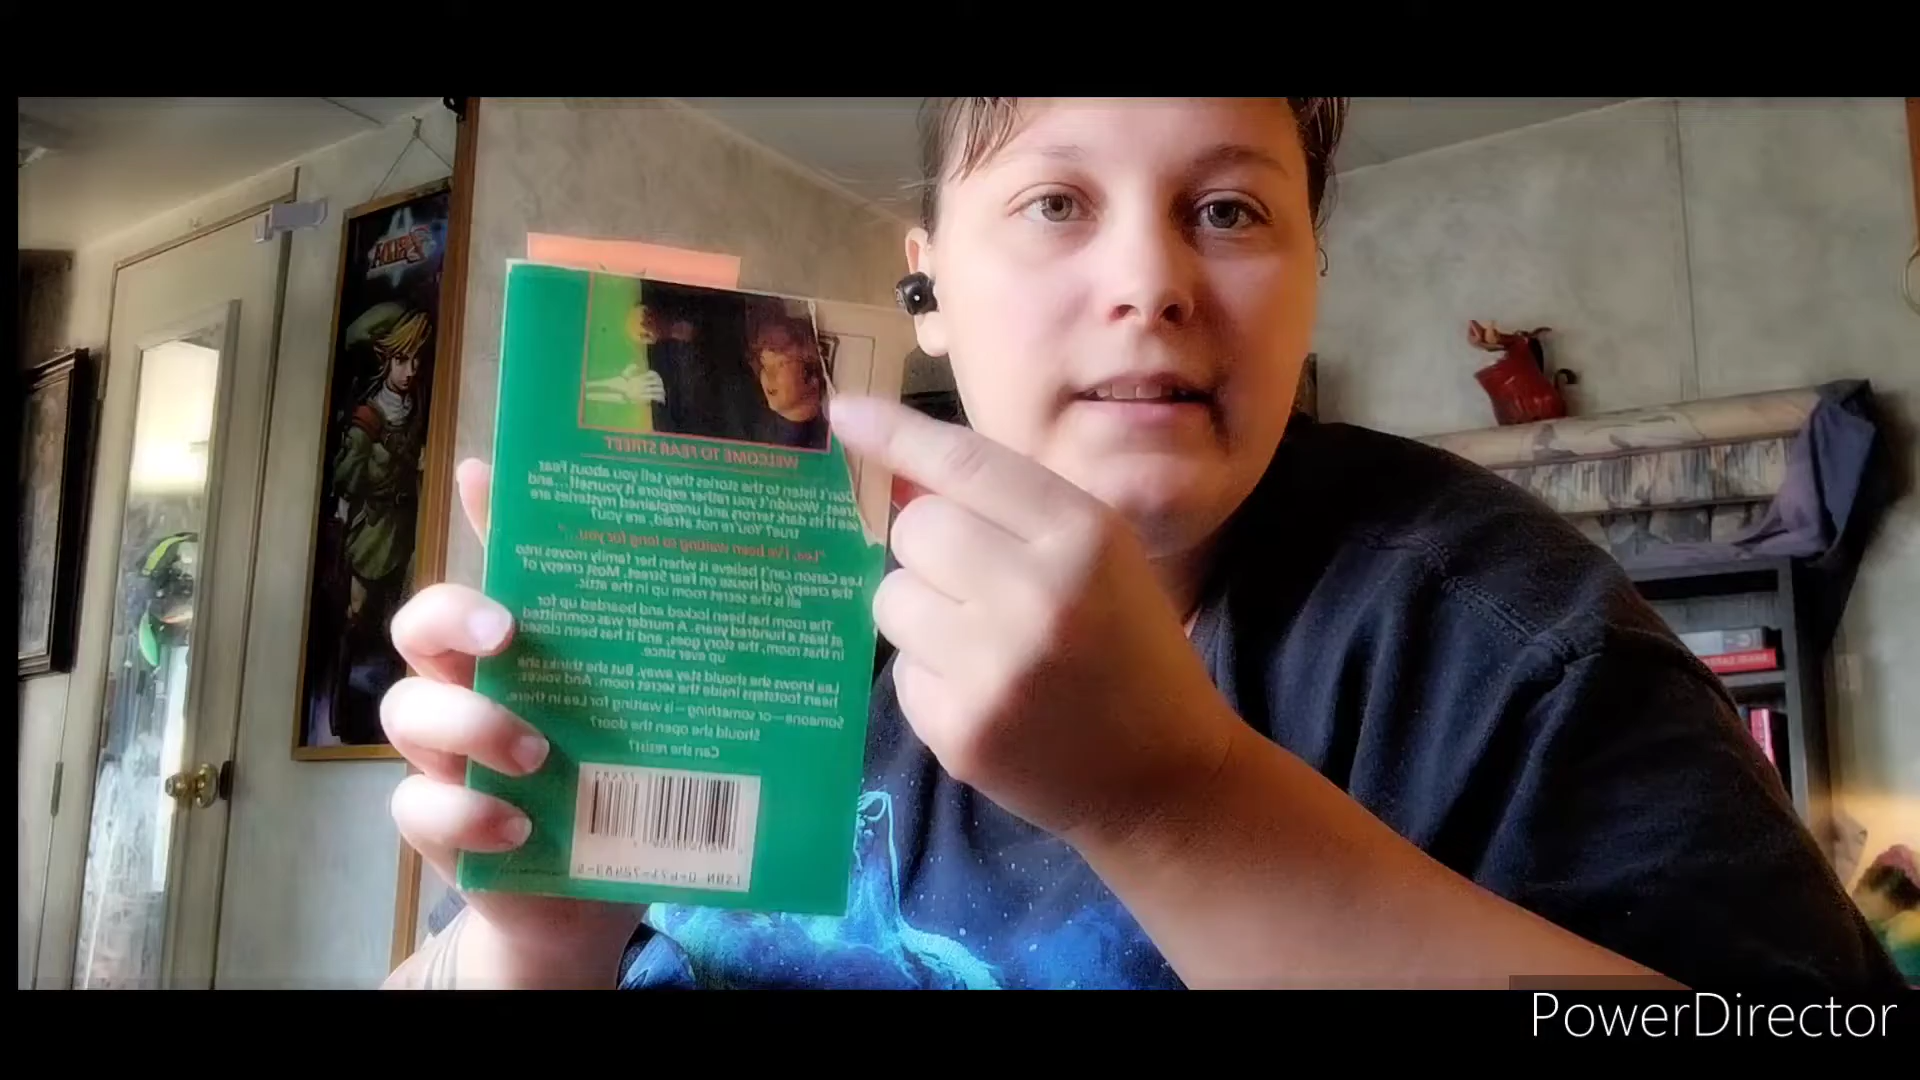 ZELDA
WELCOME TO FEAR STREET
Don't listen to the stories they tell you about Fear
Street. Wouldn't you rather explore it yourself...and
see if its dark terrors and unexplained mysteries are
true? You're not afraid, are you?
"Lea, I've been waiting so long for you..."
Lea Carson can't believe it when her family moves into
the creepy, old house on Fear Street. Most creepy of
all is the secret room up in the attic.
The room has been locked and boarded up for
at least a hundred years. A murder was committed
in that room, the story goes, and it has been closed
up ever since.
Lea knows she should stay away. But she thinks she
hears footsteps inside the secret room. And voices.
Someone—or something—is waiting for Lea in there.
Should she open the door?
Can she resist?
ISBN 0-671-72483-8
PowerDirector